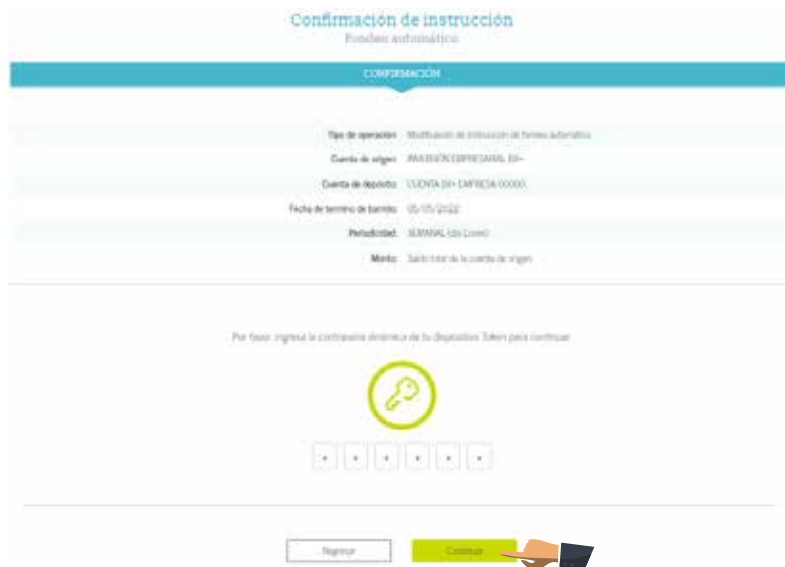 Confirmación de instrucción
Fondeo automático
CONFIRMACIÓN
Tipo de operación: Modificación de instrucción de fondeo automático
Cuenta de origen: INVERSIÓN EMPRESARIAL BX+
Cuenta de depósito: CUENTA BX+ EMPRESA 00000
Fecha de termino de barrido: 05/05/2022
Periodicidad: SEMANAL (día Lunes)
Monto: Saldo total de la cuenta de origen
Por favor ingresa la contraseña dinámica de tu dispositivo Token para continuar
Regresar
Continuar